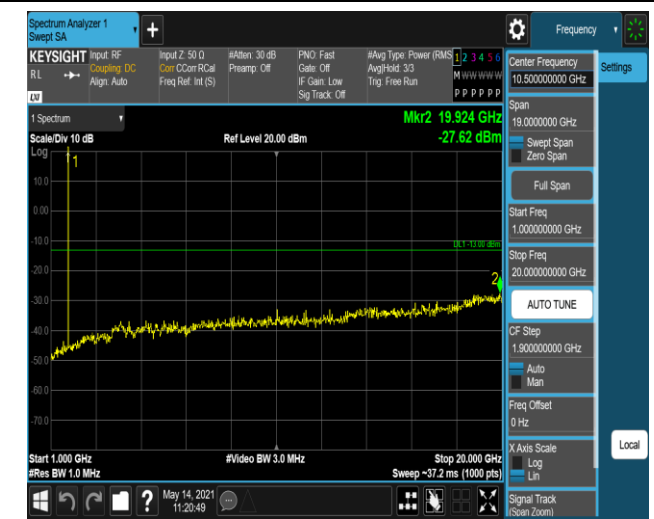 Spectrum Analyzer 1
Swept SA
+
Frequency
KEYSIGHT
RL
LXI
Input: RF
Coupling: DC
Align: Auto
Input Z: 50 Ω
Corr CCorr RCal
Freq Ref: Int (S)
#Atten: 30 dB
Preamp: Off
PNO: Fast
Gate: Off
IF Gain: Low
Sig Track: Off
#Avg Type: Power (RMS
Avg|Hold: 3/3
Trig: Free Run
1 2 3 4 5 6
M W W W W W
P P P P P P
1 Spectrum
Scale/Div 10 dB
Ref Level 20.00 dBm
Mkr2 19.924 GHz
-27.62 dBm
Log
1
10.0
0.00
-10.0
DL1 -13.00 dBm
-20.0
2
-30.0
-40.0
-50.0
-60.0
-70.0
Start 1.000 GHz
#Video BW 3.0 MHz
Stop 20.000 GHz
#Res BW 1.0 MHz
Sweep ~37.2 ms (1000 pts)
?
May 14, 2021
11:20:49
Center Frequency
10.500000000 GHz
Span
19.0000000 GHz
Swept Span
Zero Span
Full Span
Start Freq
1.000000000 GHz
Stop Freq
20.000000000 GHz
AUTO TUNE
CF Step
1.900000000 GHz
Auto
Man
Freq Offset
0 Hz
X Axis Scale
Log
Lin
Signal Track
(Span Zoom)
Settings
Local